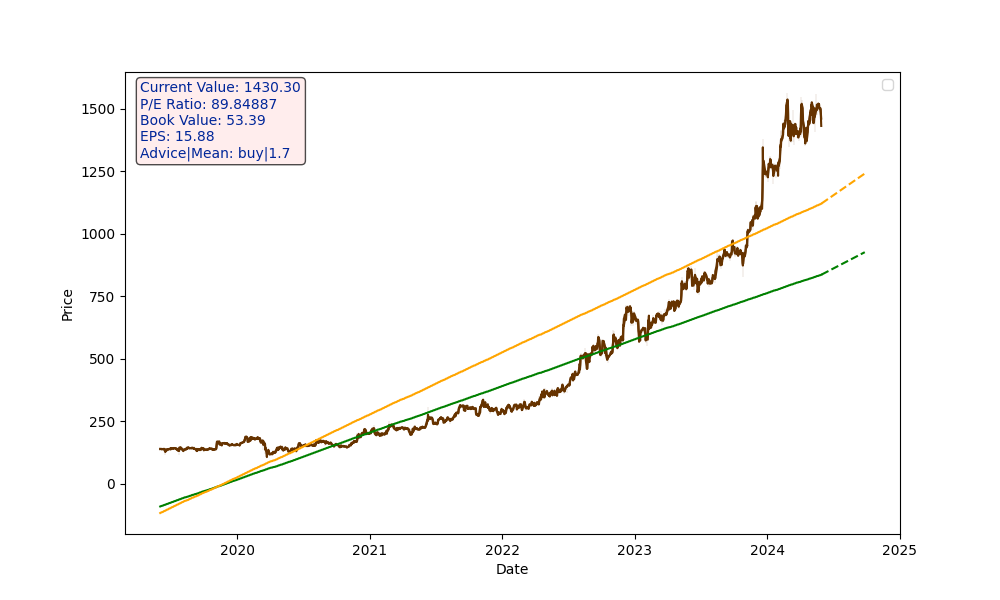 Current Value: 1430.30
P/E Ratio: 89.84887
Book Value: 53.39
EPS: 15.88
Advice|Mean: buy|1.7
1500
1250
1000
750
500
250
0
Price
2020 2021 2022 2023 2024 2025
Date